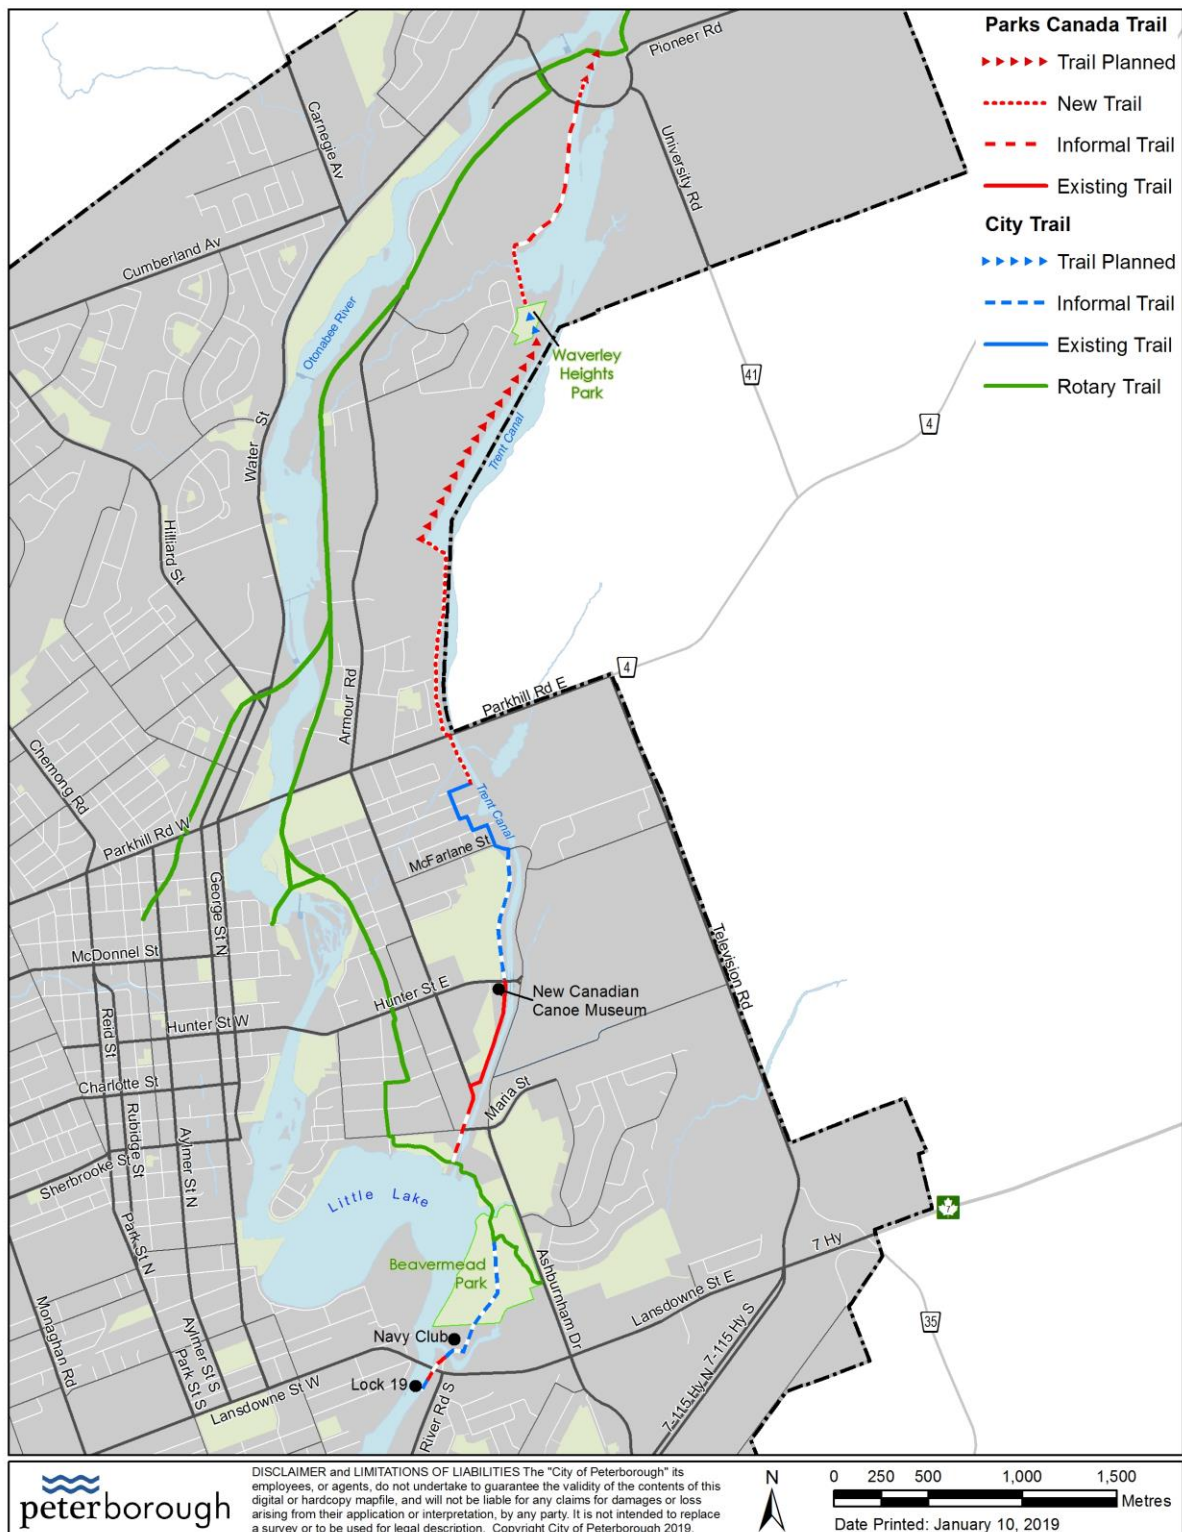 Parks Canada Trail
Trail Planned
New Trail
Informal Trail
Existing Trail
City Trail
Trail Planned
Informal Trail
Existing Trail
Rotary Trail
Pioneer Rd
Carnegie Av
University Rd
Cumberland Av
Otonabee River
Waverley
Heights
Park
41
4
Trent Canal
Water St
Hilliard St
4
Parkhill Rd E
Armour Rd
Chemong Rd
Trent Canal
Parkhill Rd W
McFarlane St
George St N
McDonnel St
Television Rd
Hunter St E
New Canadian
Canoe Museum
Reid St
Hunter St W
Charlotte St
Maria St
Rubidge St
Aylmer St N
Sherbrooke St
Little Lake
7
Park St N
7 Hy
Beavermead
Park
Ashburnham Dr
Lansdowne St E
Monaghan Rd
35
Navy Club
7-115 Hy S
Aylmer St S
Park St S
Lock 19
7-115 Hy N
Lansdowne St W
River Rd S
peterborough
DISCLAIMER and LIMITATIONS OF LIABILITIES The "City of Peterborough" its
employees, or agents, do not undertake to guarantee the validity of the contents of this
digital or hardcopy mapfile, and will not be liable for any claims for damages or loss
arising from their application or interpretation, by any party. It is not intended to replace
a survey or to be used for legal description. Copyright City of Peterborough 2019.
N
0 250 500 1,000 1,500
Metres
Date Printed: January 10, 2019